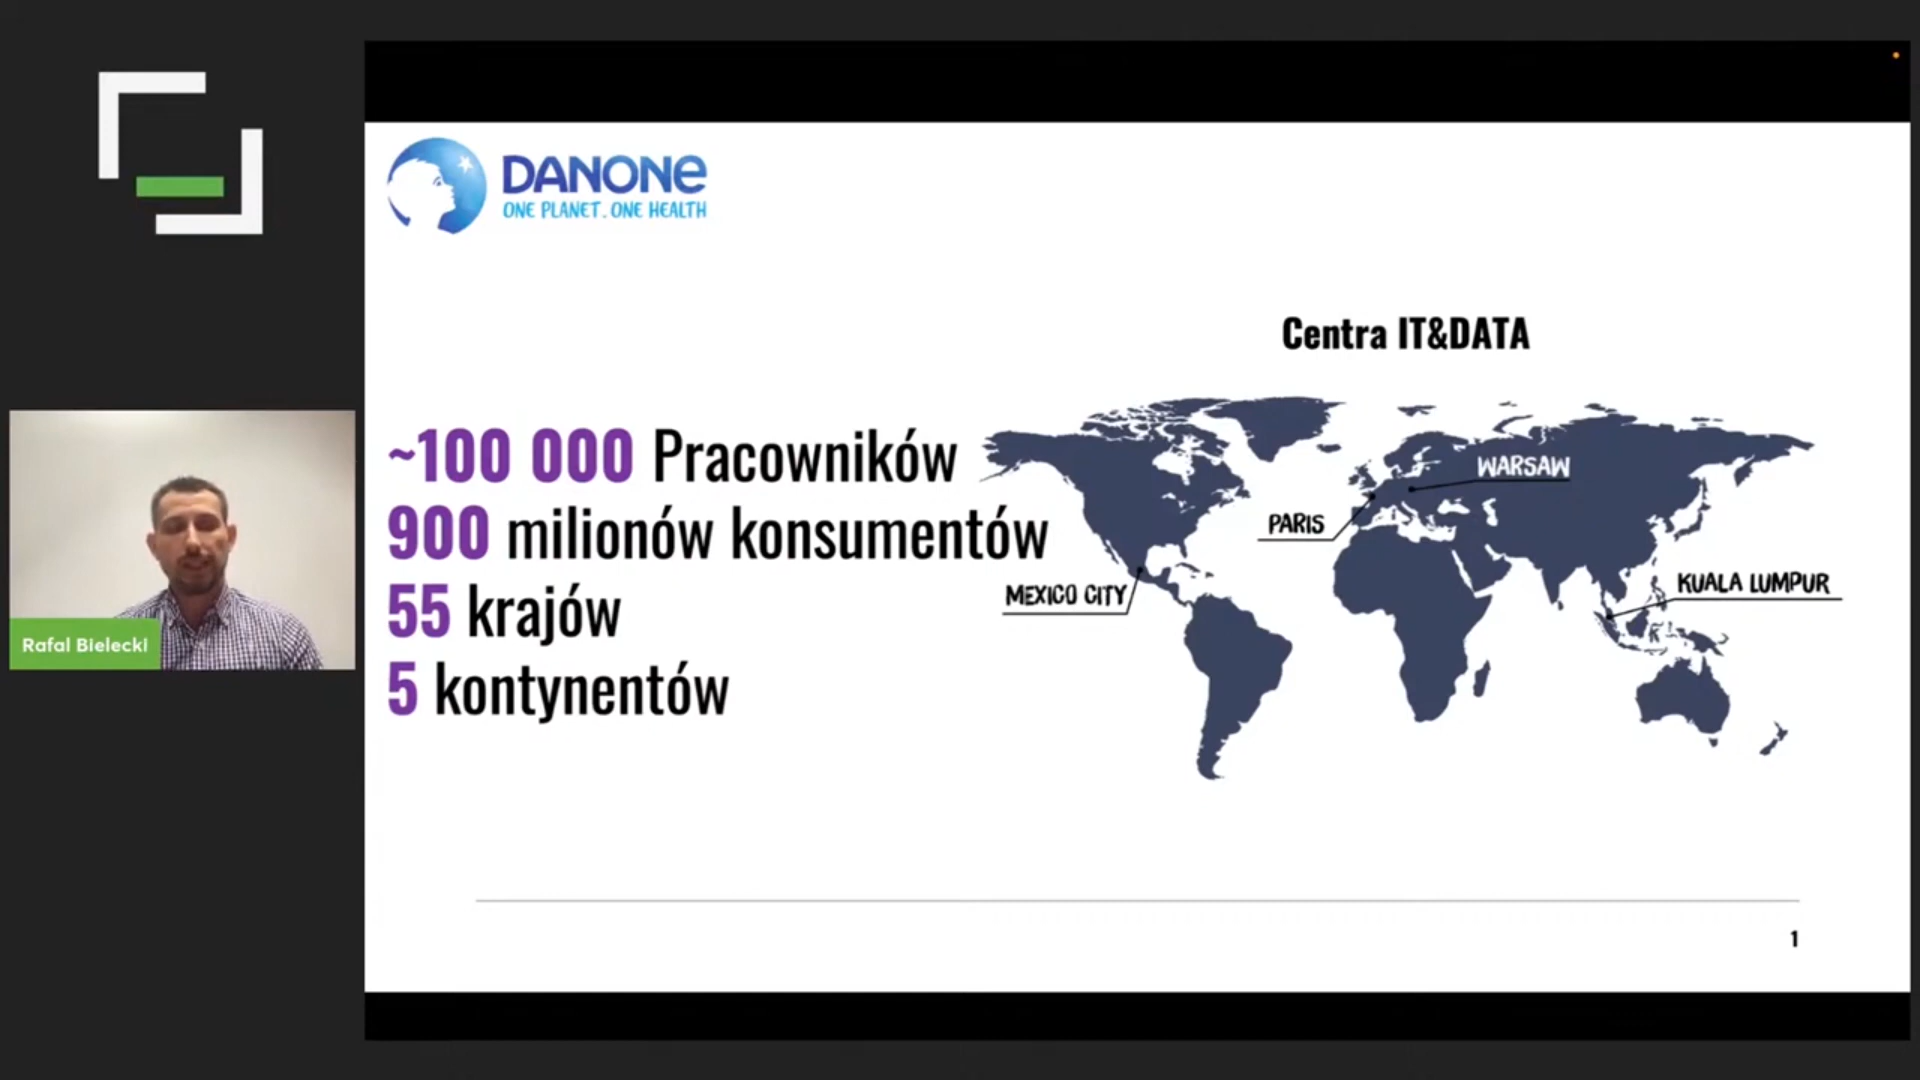 DANONE
ONE PLANET. ONE HEALTH
Centra IT&DATA
~100 000 Pracowników
900 milionów konsumentów
55 krajów
5 kontynentów
WARSAW
PARIS
MEXICO CITY
KUALA LUMPUR
Rafal Bielecki
1